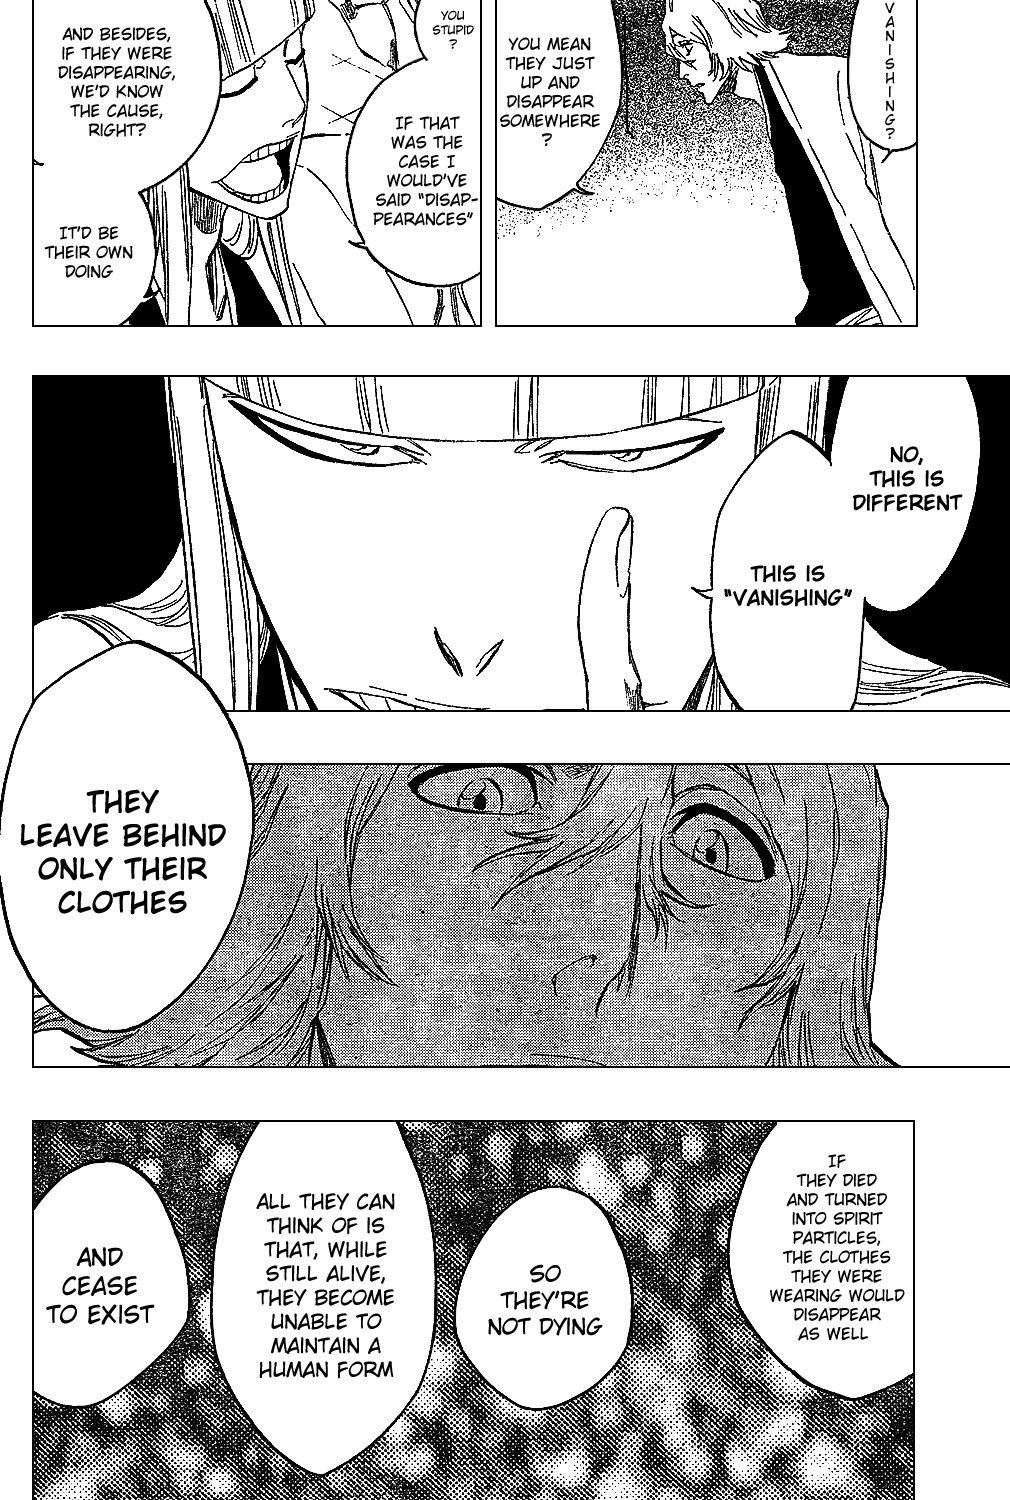 VANISHING?
YOU MEAN
THEY JUST
UP AND
DISAPPEAR
SOMEWHERE
?
YOU
STUPID
?
IF THAT
WAS THE
CASE I
WOULD'VE
SAID "DISAP-
PEARANCES"
AND BESIDES,
IF THEY WERE
DISAPPEARING,
WE'D KNOW
THE CAUSE,
RIGHT?
IT'D BE
THEIR OWN
DOING
NO,
THIS IS
DIFFERENT
THIS IS
"VANISHING"
THEY
LEAVE BEHIND
ONLY THEIR
CLOTHES
IF
THEY DIED
AND TURNED
INTO SPIRIT
PARTICLES,
THE CLOTHES
THEY WERE
WEARING WOULD
DISAPPEAR
AS WELL
SO
THEY'RE
NOT DYING
ALL THEY CAN
THINK OF IS
THAT, WHILE
STILL ALIVE,
THEY BECOME
UNABLE TO
MAINTAIN A
HUMAN FORM
AND
CEASE
TO EXIST